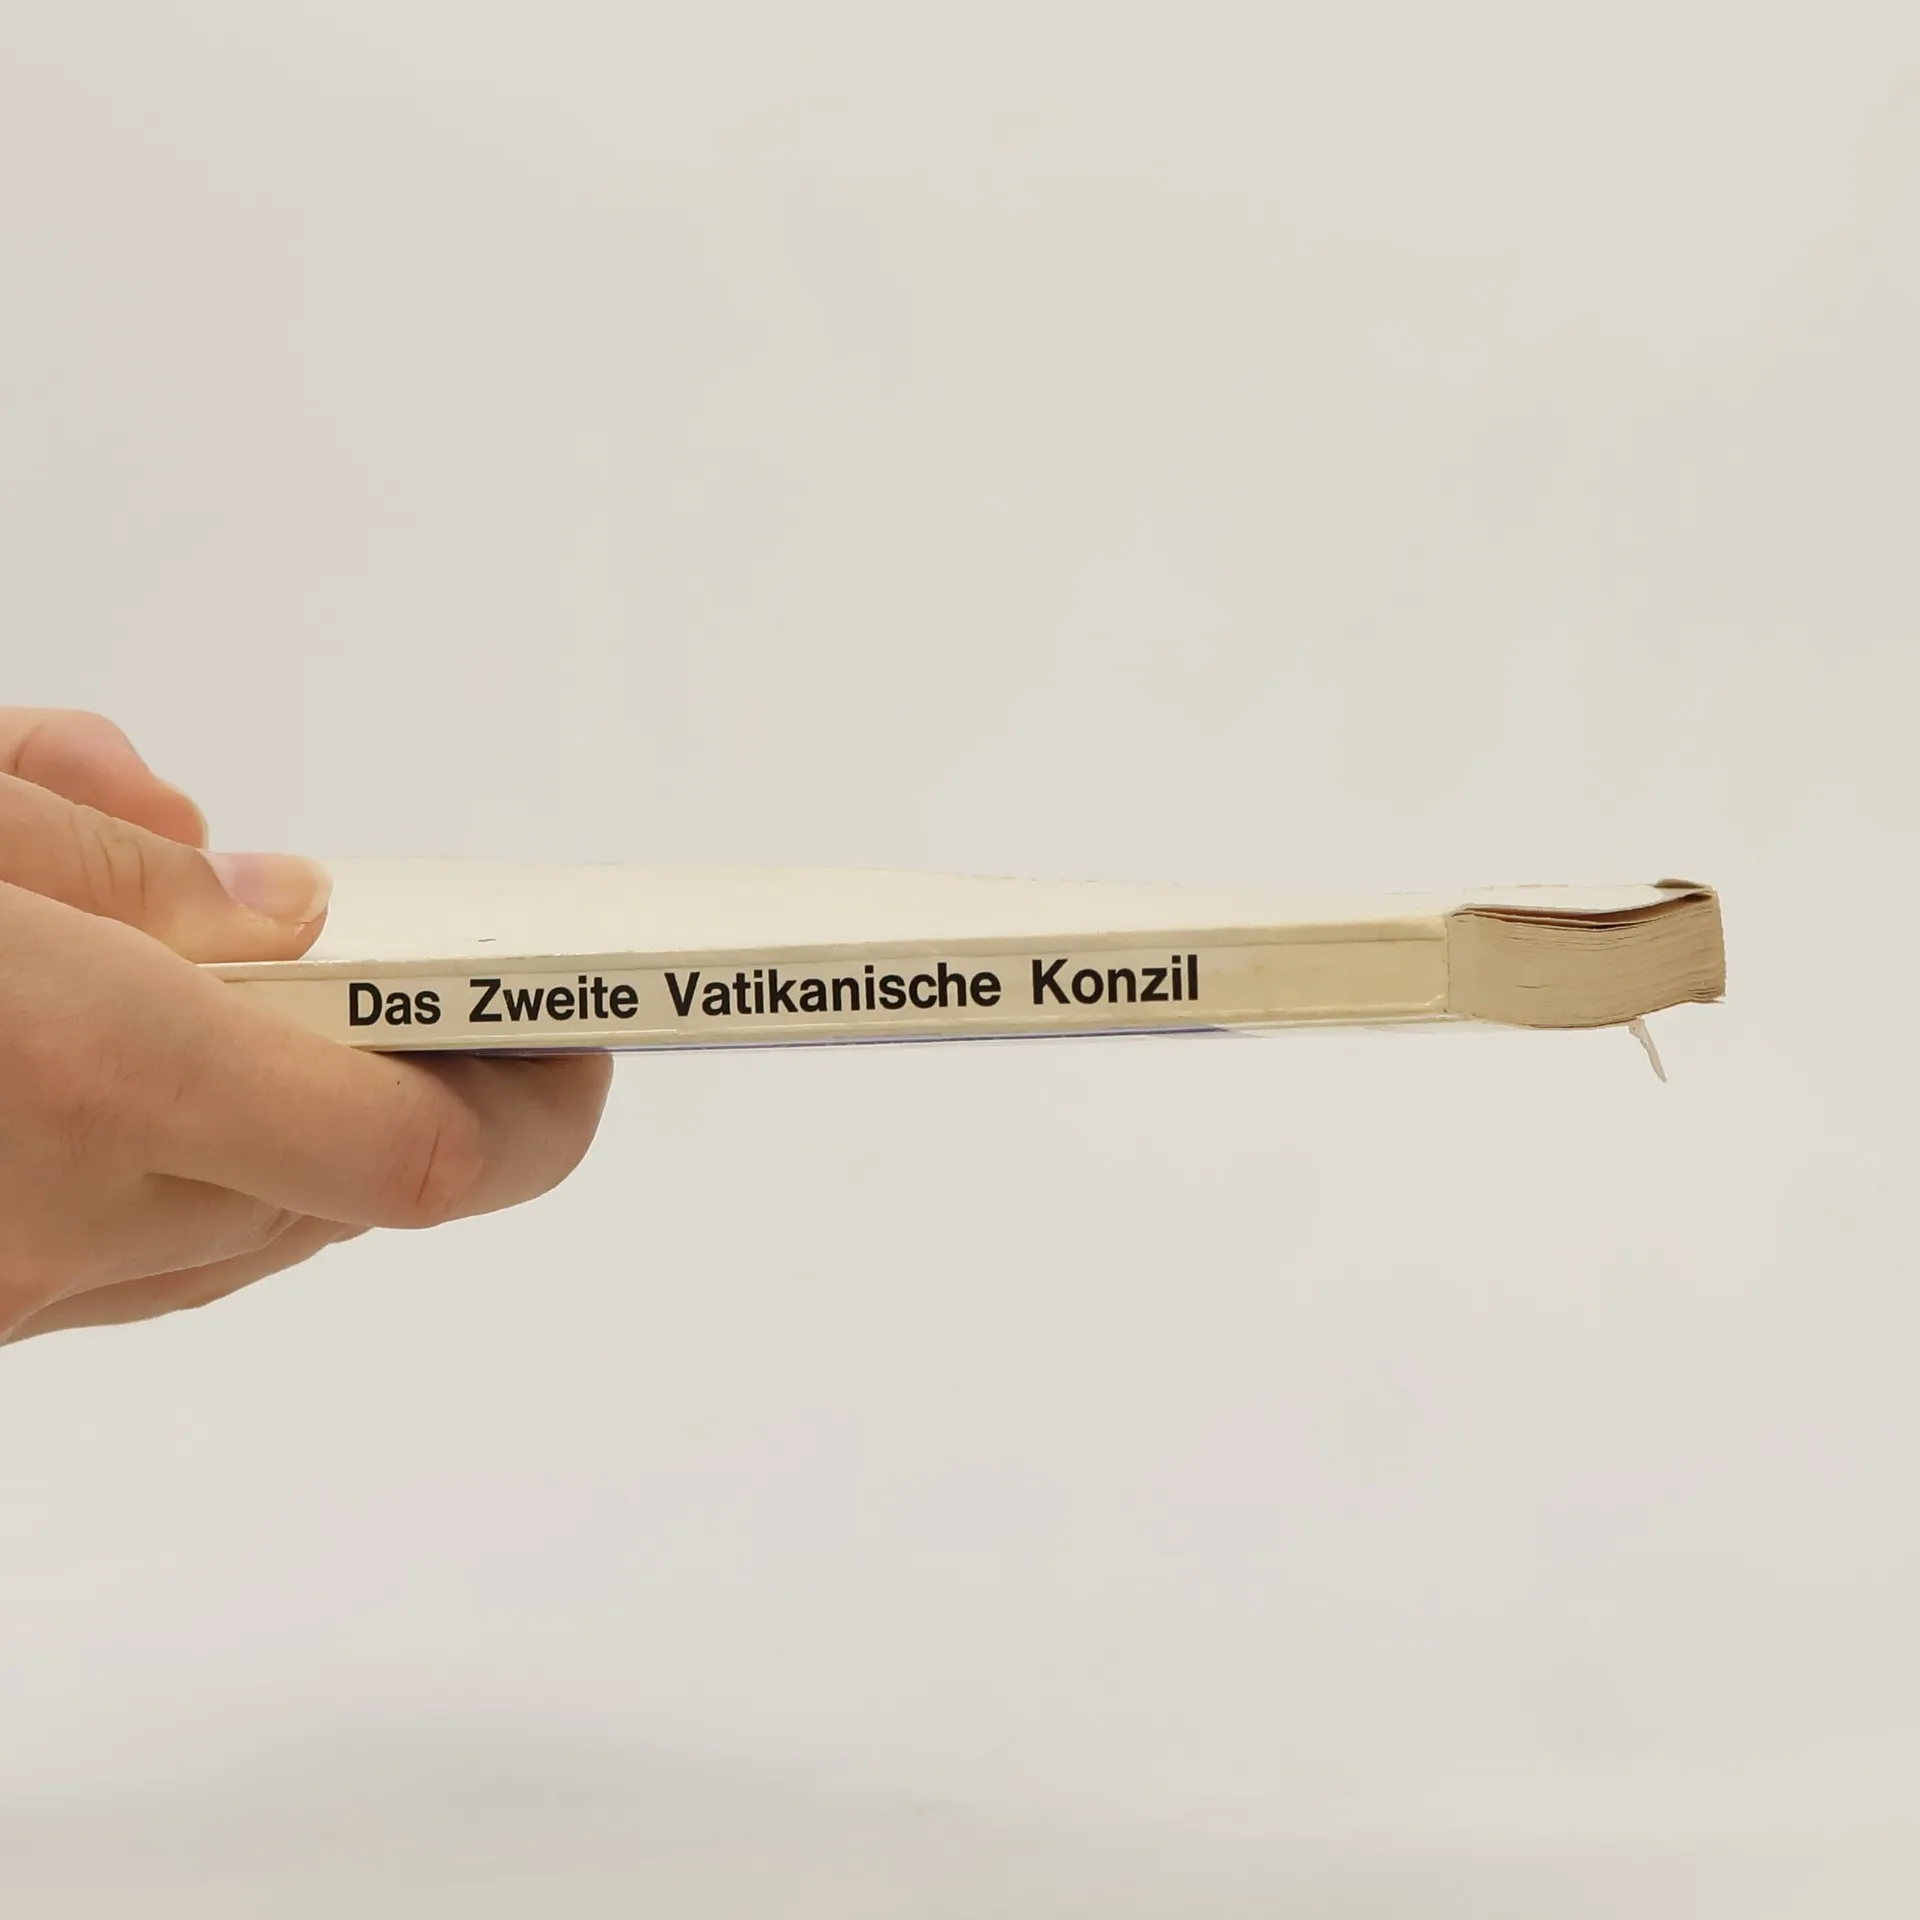 Das Zweite Vatikanische Konzil